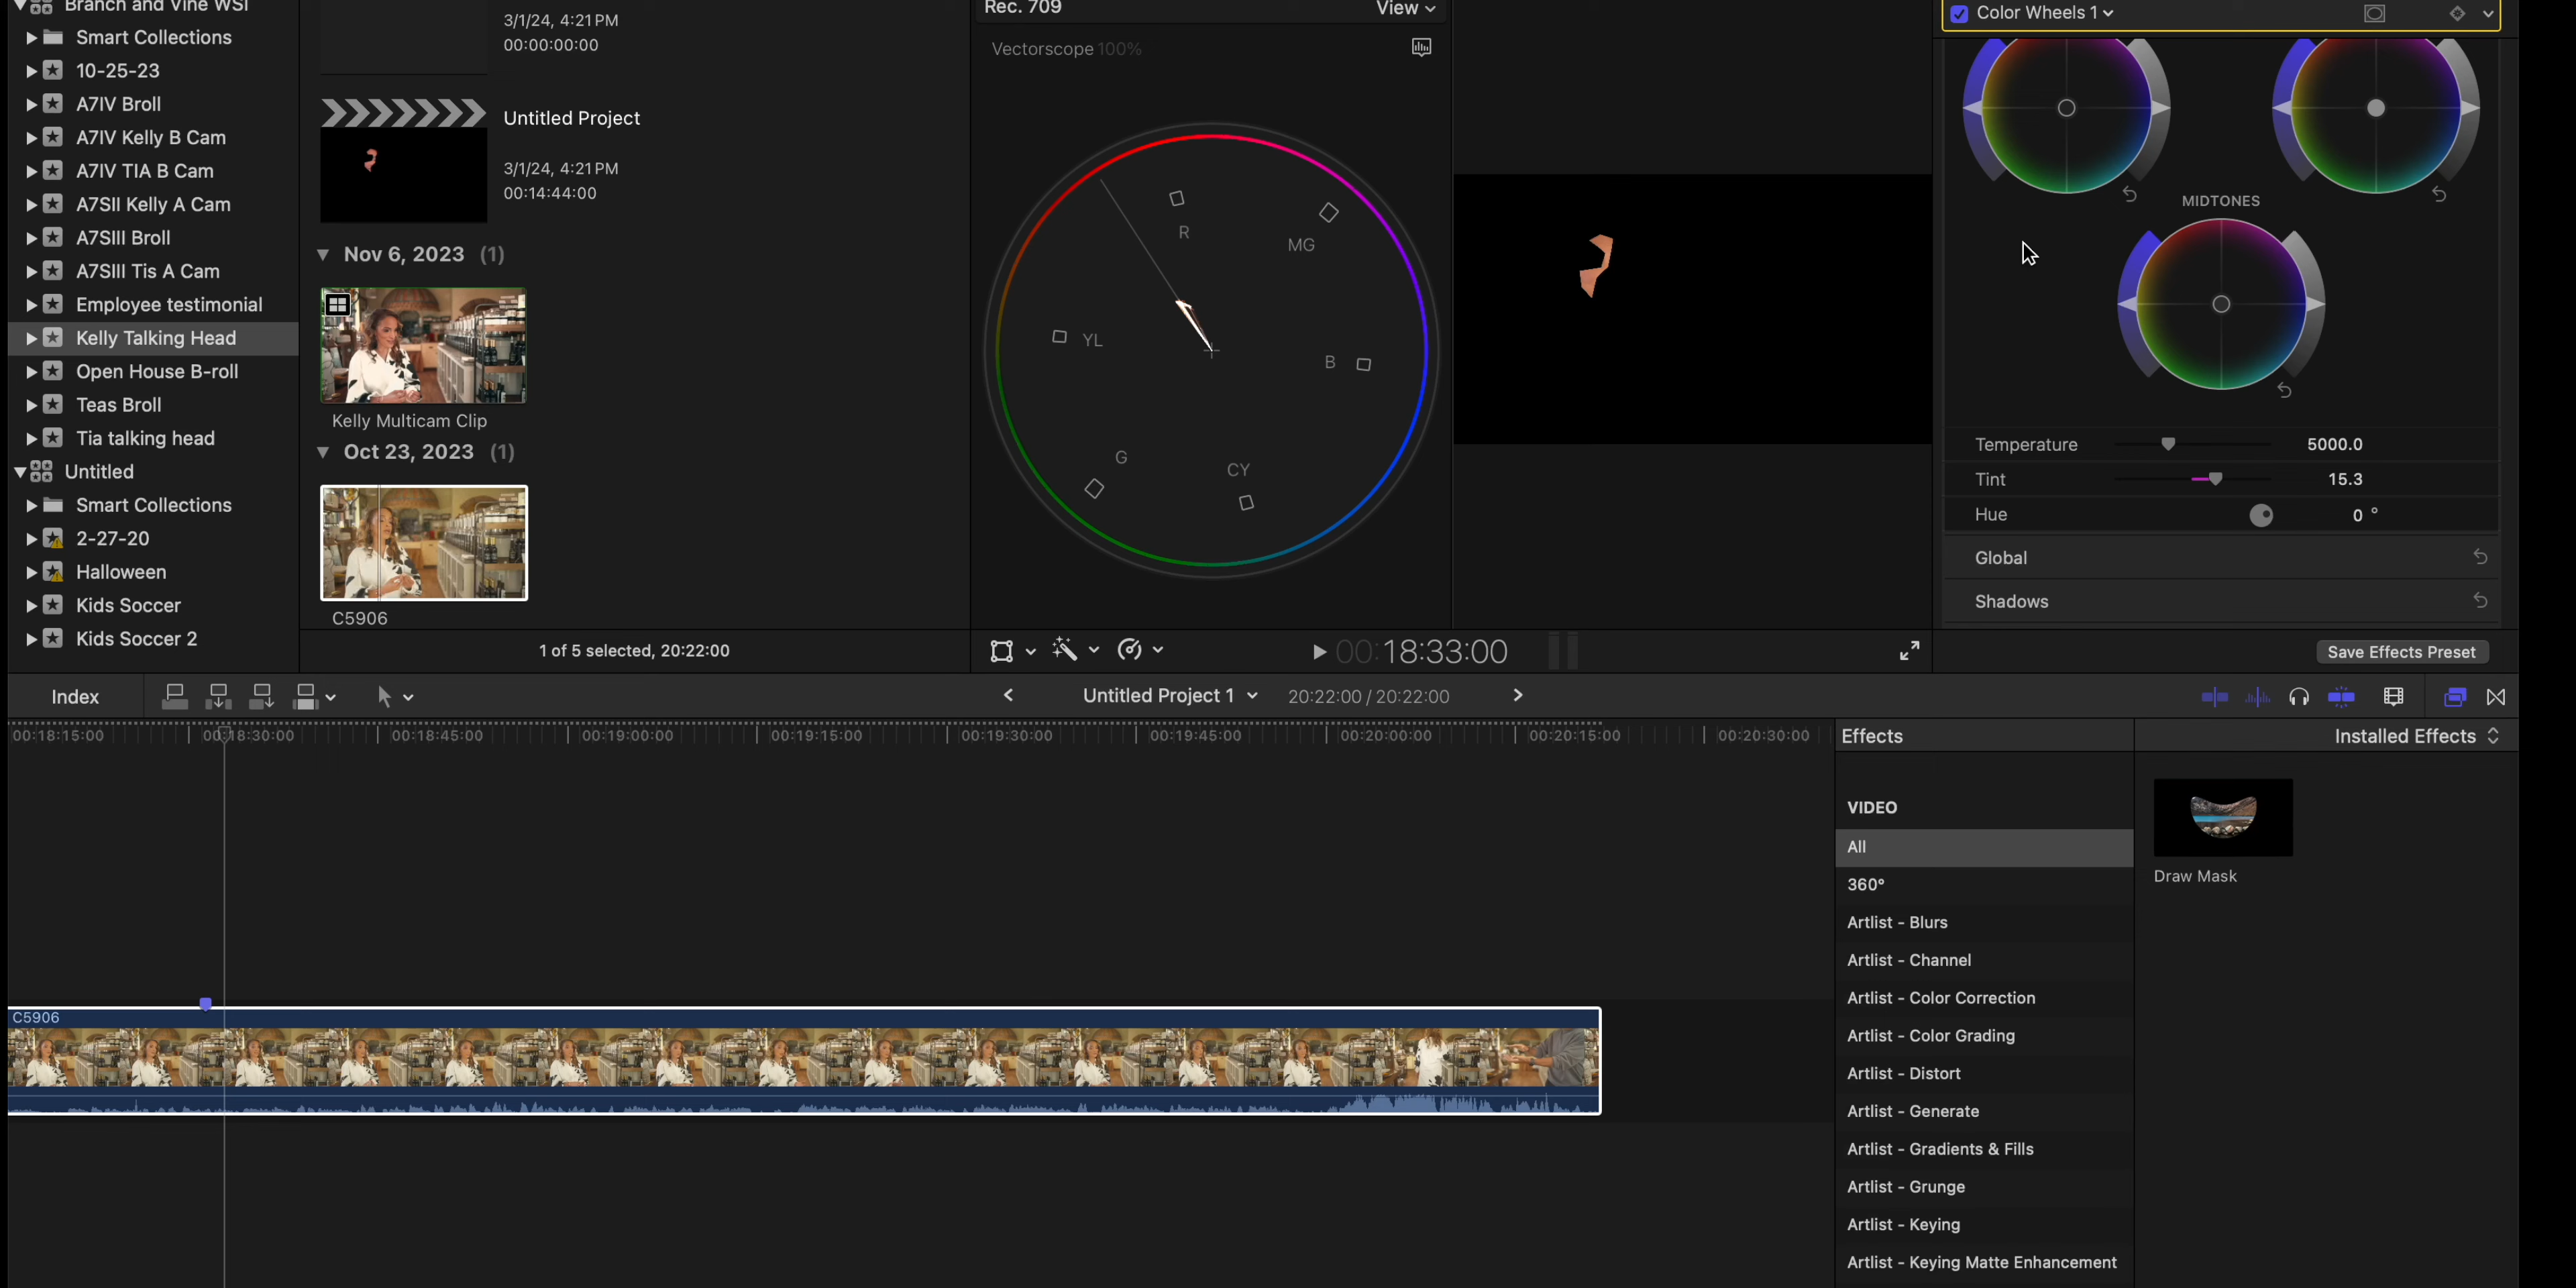 Branch and Vine WSI
Smart Collections
10-25-23
A7IV Broll
A7IV Kelly B Cam
A7IV TIA B Cam
A7SII Kelly A Cam
A7SIII Broll
A7SIII Tis A Cam
Employee testimonial
Kelly Talking Head
Open House B-roll
Teas Broll
Tia talking head
Untitled
Smart Collections
2-27-20
Halloween
Kids Soccer
Kids Soccer 2
3/1/24, 4:21 PM
00:00:00:00
Untitled Project
3/1/24, 4:21 PM
00:14:44:00
Nov 6, 2023 (1)
Kelly Multicam Clip
Oct 23, 2023 (1)
C5906
1 of 5 selected, 20:22:00
Rec. 709
View
Vectorscope 100%
R
MG
YL
B
G
CY
00:18:33:00
Color Wheels 1
MIDTONES
Temperature 5000.0
Tint 15.3
Hue 0 °
Global
Shadows
Save Effects Preset
Index
Untitled Project 1
20:22:00 / 20:22:00
00:18:15:00 00:18:30:00 00:18:45:00 00:19:00:00 00:19:15:00 00:19:30:00 00:19:45:00 00:20:00:00 00:20:15:00 00:20:30:00
C5906
Effects
Installed Effects
VIDEO
All
360°
Artlist - Blurs
Artlist - Channel
Artlist - Color Correction
Artlist - Color Grading
Artlist - Distort
Artlist - Generate
Artlist - Gradients & Fills
Artlist - Grunge
Artlist - Keying
Artlist - Keying Matte Enhancement
Draw Mask